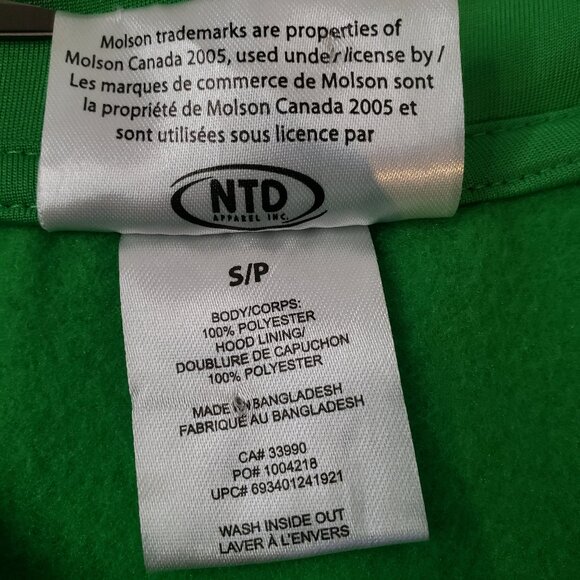 Molson trademarks are properties of
Molson Canada 2005, used under license by /
Les marques de commerce de Molson sont
la propriété de Molson Canada 2005 et
sont utilisées sous licence par
NTD
APPAREL INC.
S/P
BODY/CORPS:
100% POLYESTER
HOOD LINING/
DOUBLURE DE CAPUCHON
100% POLYESTER
MADE IN BANGLADESH
FABRIQUÉ AU BANGLADESH
CA# 33990
PO# 1004218
UPC# 693401241921
WASH INSIDE OUT
LAVER À L'ENVERS